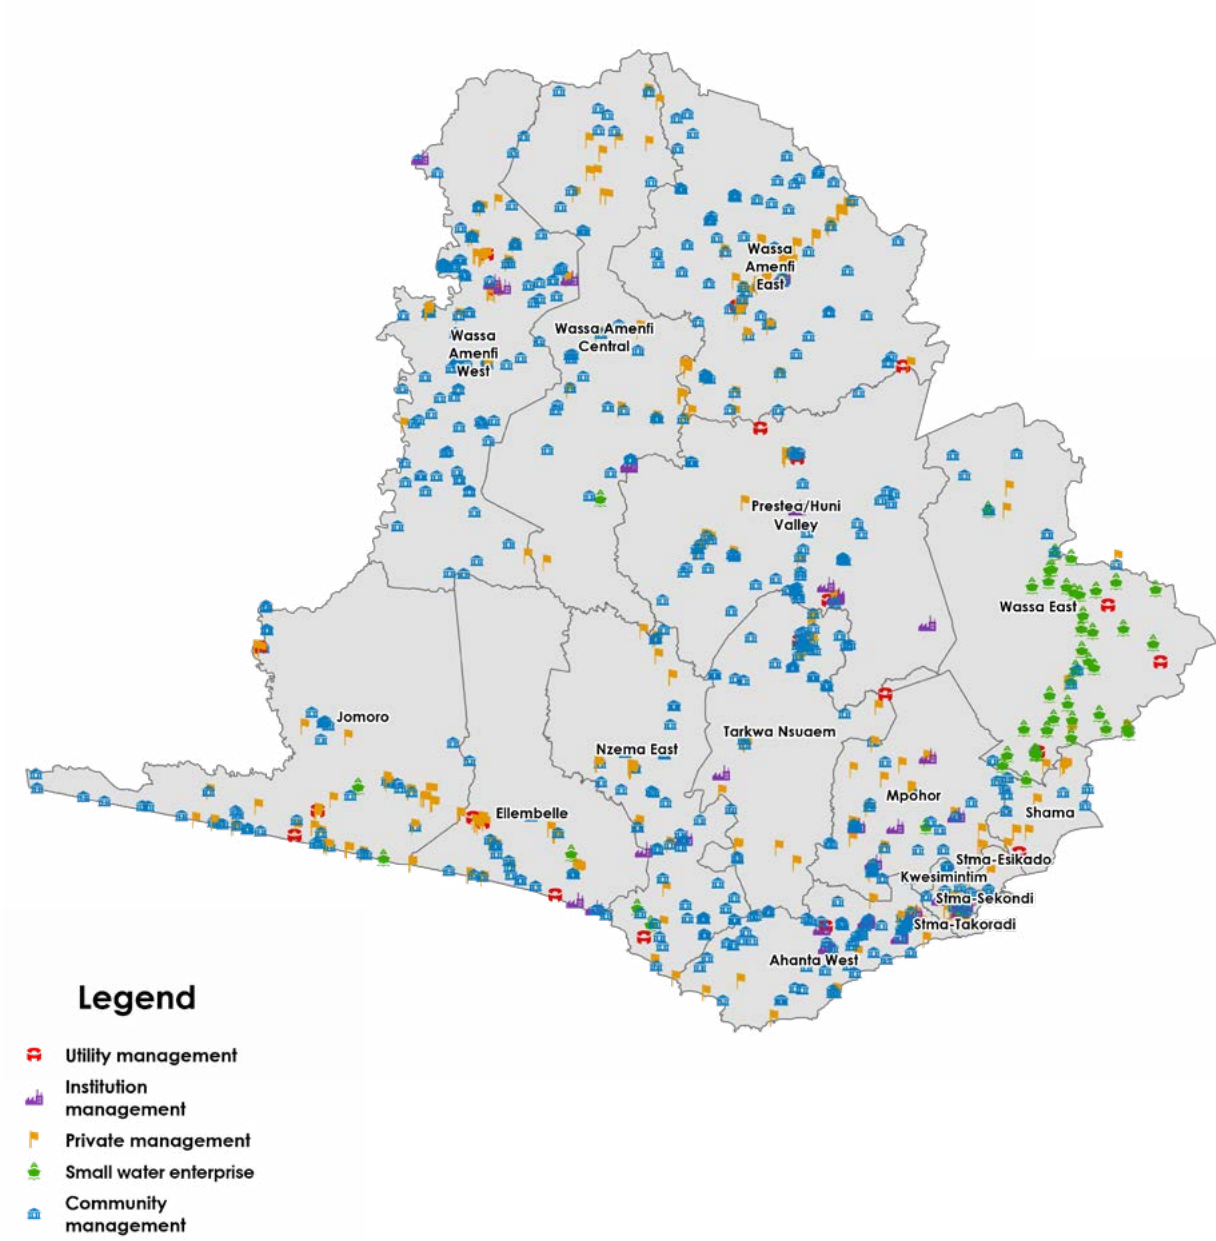 Wassa
Amenfi
East
Wassa Amenfi
Central
Wassa
Amenfi
West
Prestea/Huni
Valley
Wassa East
Jomoro
Tarkwa Nsuaem
Nzema East
Mpohor
Ellembelle
Shama
Stma-Esikado
Kwesimintim
Stma-Sekondi
Stma-Takoradi
Ahanta West
Legend
Utility management
Institution
management
Private management
Small water enterprise
Community
management